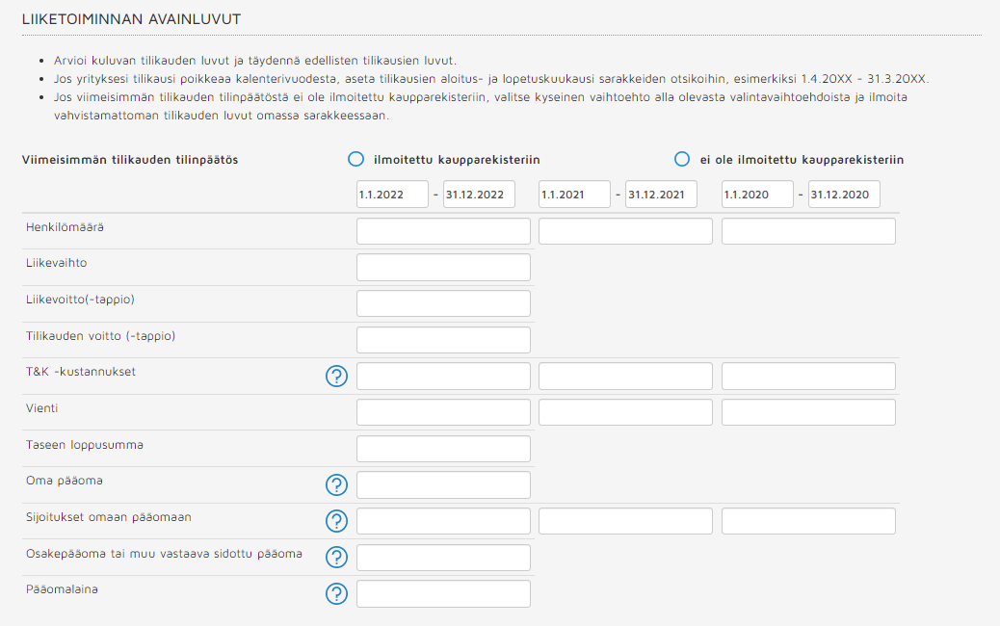 LIIKETOIMINNAN AVAINLUVUT
• Arvioi kuluvan tilikauden luvut ja täydennä edellisten tilikausien luvut.
• Jos yrityksesi tilikausi poikkeaa kalenterivuodesta, aseta tilikausien aloitus- ja lopetuskuukausi sarakkeiden otsikoihin, esimerkiksi 1.4.20XX - 31.3.20XX.
• Jos viimeisimmän tilikauden tilinpäätöstä ei ole ilmoitettu kaupparekisteriin, valitse kyseinen vaihtoehto alla olevasta valintavaihtoehdoista ja ilmoita
vahvistamattoman tilikauden luvut omassa sarakkeessaan.
Viimeisimmän tilikauden tilinpäätös ilmoitettu kaupparekisteriin ei ole ilmoitettu kaupparekisteriin
1.1.2022 - 31.12.2022 1.1.2021 - 31.12.2021 1.1.2020 - 31.12.2020
Henkilömäärä
Liikevaihto
Liikevoitto(-tappio)
Tilikauden voitto (-tappio)
T&K -kustannukset ?
Vienti
Taseen loppusumma
Oma pääoma ?
Sijoitukset omaan pääomaan ?
Osakepääoma tai muu vastaava sidottu pääoma ?
Pääomalaina ?